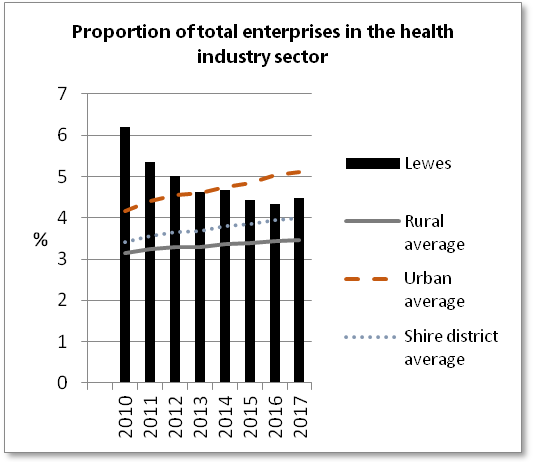 Proportion of total enterprises in the health
industry sector
7
6
5
4
3
2
1
0
%
2010
2011
2012
2013
2014
2015
2016
2017
Lewes
Rural
average
Urban
average
Shire district
average